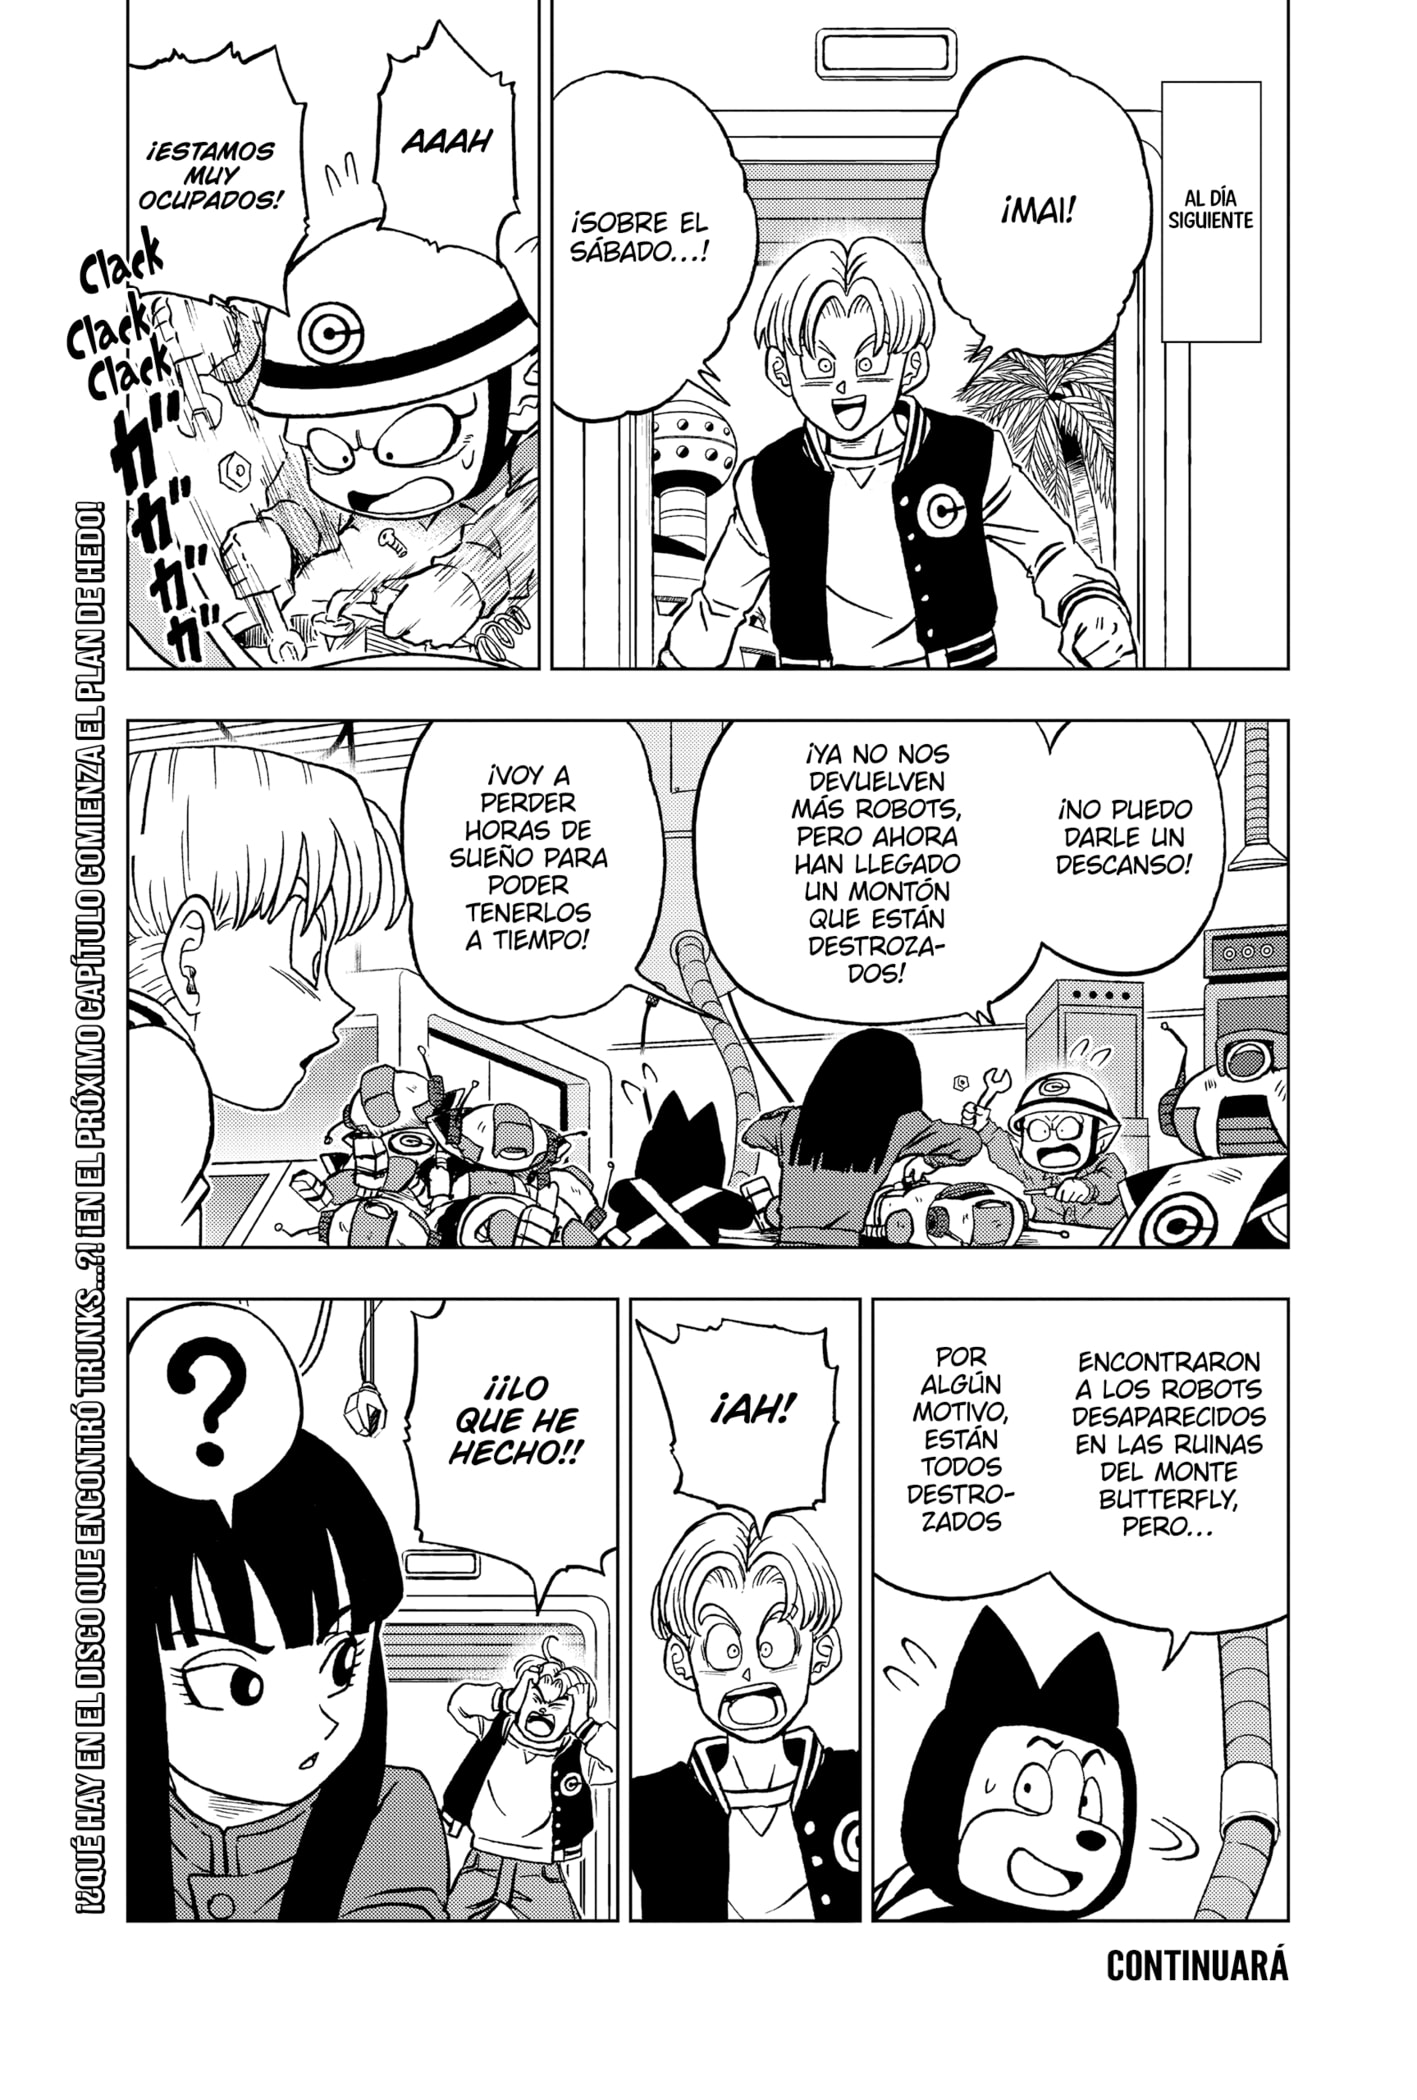 AL DÍA
SIGUIENTE
¡MAI!
¡SOBRE EL
SÁBADO...!
AAAH
¡ESTAMOS
MUY
OCUPADOS!
Clack
Clack
Clack
ガ"
ガ"
ガ"
ガ"
¡NO PUEDO
DARLE UN
DESCANSO!
¡YA NO NOS
DEVUELVEN
MÁS ROBOTS,
PERO AHORA
HAN LLEGADO
UN MONTÓN
QUE ESTÁN
DESTROZA-
DOS!
¡VOY A
PERDER
HORAS DE
SUEÑO PARA
PODER
TENERLOS
A TIEMPO!
ENCONTRARON
A LOS ROBOTS
DESAPARECIDOS
EN LAS RUINAS
DEL MONTE
BUTTERFLY,
PERO...
POR
ALGÚN
MOTIVO,
ESTÁN
TODOS
DESTRO-
ZADOS
¡AH!
¡¡LO
QUE HE
HECHO!!
?
¡¿QUÉ HAY EN EL DISCO QUE ENCONTRÓ TRUNKS...?! ¡EN EL PRÓXIMO CAPÍTULO COMIENZA EL PLAN DE HEDO!
CONTINUARÁ